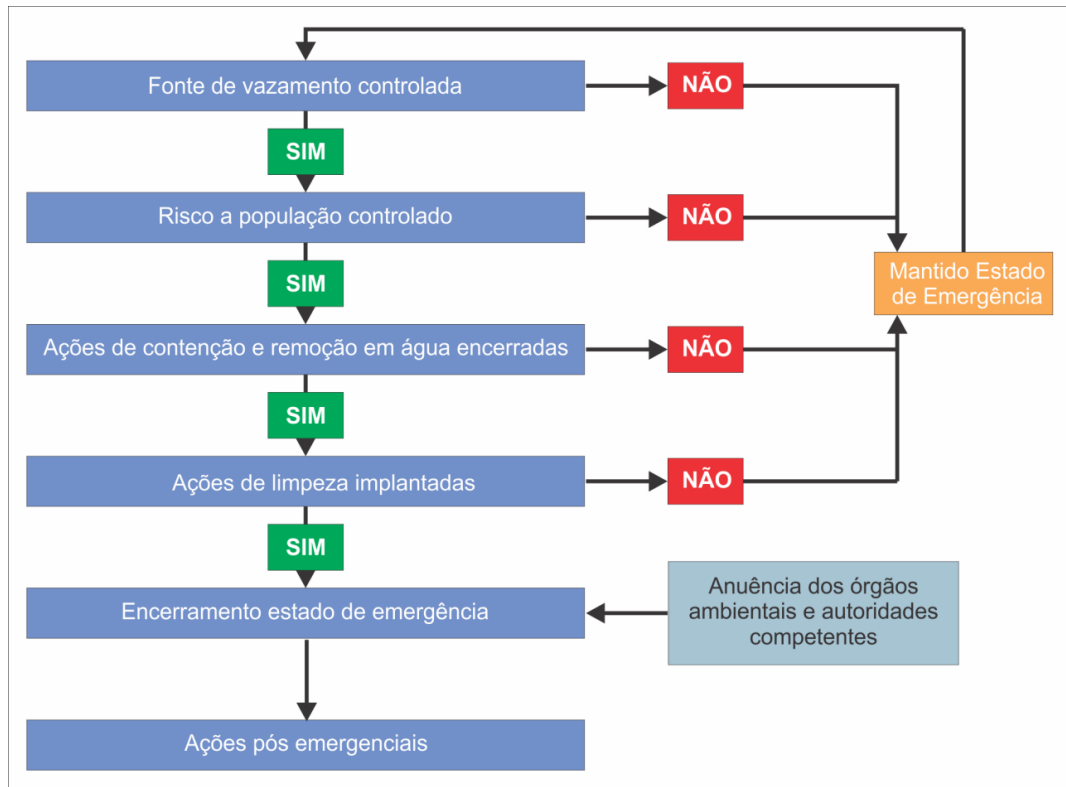 Fonte de vazamento controlada
NÃO
SIM
Risco a população controlado
NÃO
Mantido Estado
de Emergência
SIM
Ações de contenção e remoção em água encerradas
NÃO
SIM
Ações de limpeza implantadas
NÃO
SIM
Encerramento estado de emergência
Anuência dos órgãos
ambientais e autoridades
competentes
Ações pós emergenciais